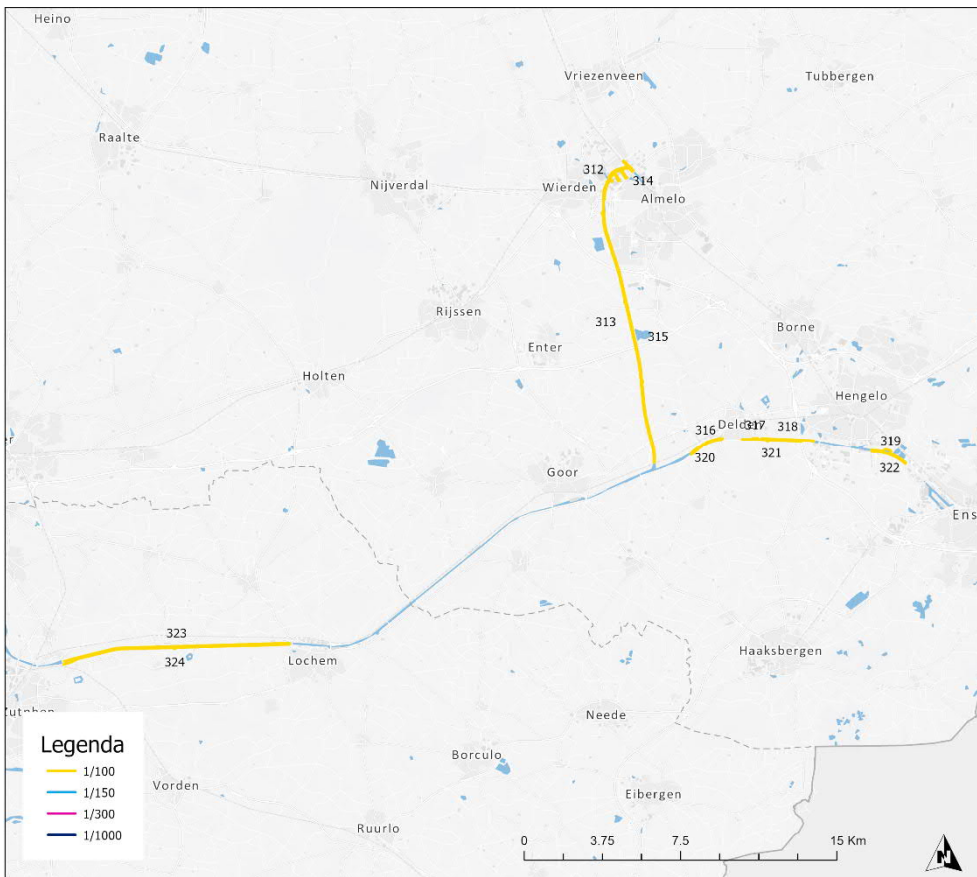 Heino
Vriezenveen
Tubbergen
Raalte
312
314
Nijverdal
Wierden
Almelo
Rijssen
313
315
Borne
Enter
Holten
Hengelo
er
Delden
316
317
318
319
320
321
322
Goor
Ens
323
324
Lochem
Haaksbergen
Zutphen
Neede
Borculo
Vorden
Eibergen
Ruurlo
Legenda
1/100
1/150
1/300
1/1000
0 3.75 7.5 15 Km
N